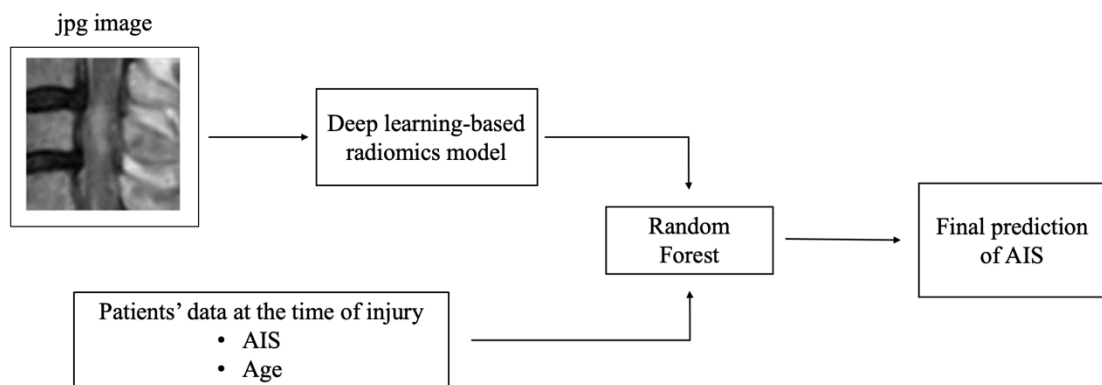 jpg image
Deep learning-based
radiomics model
Random
Forest
Final prediction
of AIS
Patients’ data at the time of injury
• AIS
• Age